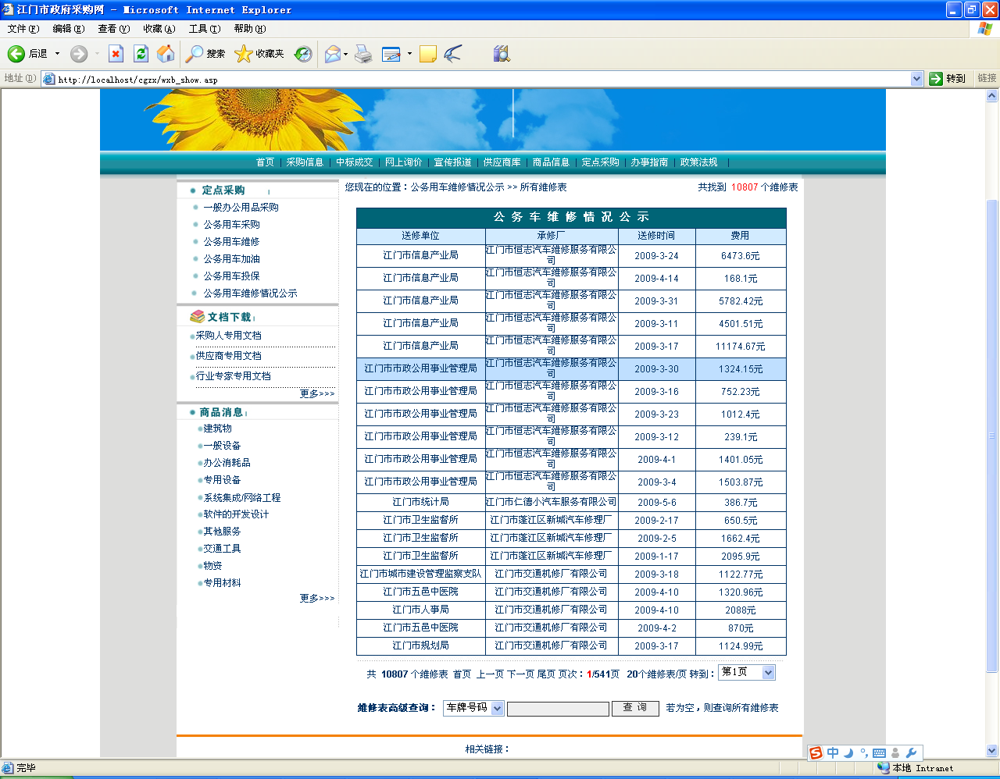 江门市政府采购网 - Microsoft Internet Explorer
文件(F) 编辑(E) 查看(V) 收藏(A) 工具(T) 帮助(H)
后退 搜索 收藏夹
地址(D) http://localhost/cgzx/wxb_show.asp 转到 链接
首页 | 采购信息 | 中标成交 | 网上询价 | 宣传报道 | 供应商库 | 商品信息 | 定点采购 | 办事指南 | 政策法规 |
定点采购
一般办公用品采购
公务用车采购
公务用车维修
公务用车加油
公务用车投保
公务用车维修情况公示
文档下载
采购人专用文档
供应商专用文档
行业专家专用文档
更多>>>
商品消息
建筑物
一般设备
办公消耗品
专用设备
系统集成/网络工程
软件的开发设计
其他服务
交通工具
物资
专用材料
更多>>>
您现在的位置：公务用车维修情况公示 >> 所有维修表 共找到 10807 个维修表
公务车维修情况公示
送修单位 承修厂 送修时间 费用
江门市信息产业局 江门市恒志汽车维修服务有限公司 2009-3-24 6473.6元
江门市信息产业局 江门市恒志汽车维修服务有限公司 2009-4-14 168.1元
江门市信息产业局 江门市恒志汽车维修服务有限公司 2009-3-31 5782.42元
江门市信息产业局 江门市恒志汽车维修服务有限公司 2009-3-11 4501.51元
江门市信息产业局 江门市恒志汽车维修服务有限公司 2009-3-17 11174.67元
江门市市政公用事业管理局 江门市恒志汽车维修服务有限公司 2009-3-30 1324.15元
江门市市政公用事业管理局 江门市恒志汽车维修服务有限公司 2009-3-16 752.23元
江门市市政公用事业管理局 江门市恒志汽车维修服务有限公司 2009-3-23 1012.4元
江门市市政公用事业管理局 江门市恒志汽车维修服务有限公司 2009-3-12 239.1元
江门市市政公用事业管理局 江门市恒志汽车维修服务有限公司 2009-4-1 1401.05元
江门市市政公用事业管理局 江门市恒志汽车维修服务有限公司 2009-3-4 1503.87元
江门市统计局 江门市仁德小汽车服务有限公司 2009-5-6 386.7元
江门市卫生监督所 江门市蓬江区新城汽车修理厂 2009-2-17 650.5元
江门市卫生监督所 江门市蓬江区新城汽车修理厂 2009-2-5 1662.4元
江门市卫生监督所 江门市蓬江区新城汽车修理厂 2009-1-17 2095.9元
江门市城市建设管理监察支队 江门市交通机修厂有限公司 2009-3-18 1122.77元
江门市五邑中医院 江门市交通机修厂有限公司 2009-4-10 1320.96元
江门市人事局 江门市交通机修厂有限公司 2009-4-10 2088元
江门市五邑中医院 江门市交通机修厂有限公司 2009-4-2 870元
江门市规划局 江门市交通机修厂有限公司 2009-3-17 1124.99元
共 10807 个维修表 首页 上一页 下一页 尾页 页次：1/541页 20个维修表/页 转到：第1页
维修表高级查询： 车牌号码 查 询 若为空，则查询所有维修表
相关链接：
中
完毕 本地 Intranet